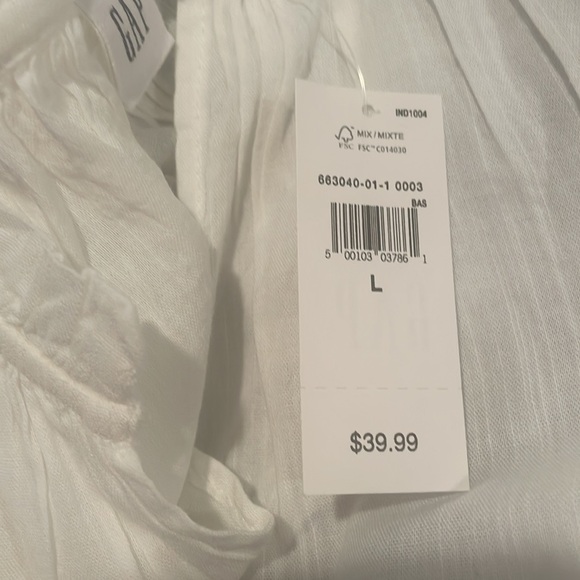 GAP
IND1004
MIX/MIXTE
FSC FSC™ C014030
663040-01-1 0003
BAS
5 00103 03786 1
L
$39.99